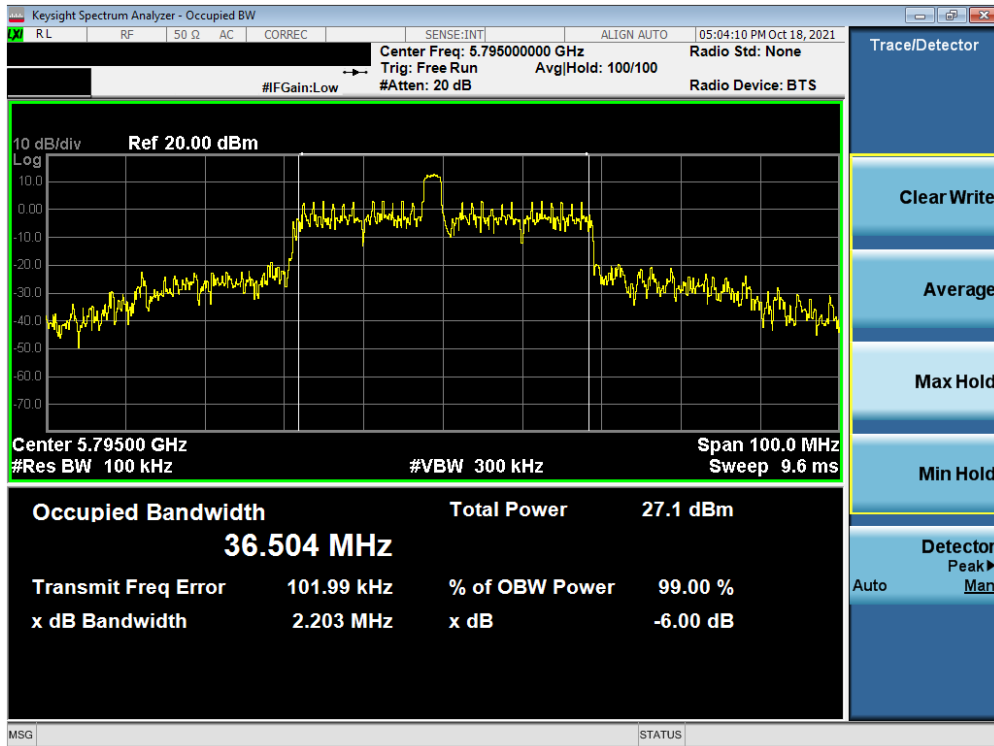 Keysight Spectrum Analyzer - Occupied BW
LXI RL RF 50 Ω AC CORREC SENSE:INT ALIGN AUTO 05:04:10 PM Oct 18, 2021
Center Freq: 5.795000000 GHz Radio Std: None
Trig: Free Run Avg|Hold: 100/100
#IFGain:Low #Atten: 20 dB Radio Device: BTS
Trace/Detector
10 dB/div Ref 20.00 dBm
Log
10.0
0.00
-10.0
-20.0
-30.0
-40.0
-50.0
-60.0
-70.0
Center 5.79500 GHz Span 100.0 MHz
#Res BW 100 kHz #VBW 300 kHz Sweep 9.6 ms
Occupied Bandwidth Total Power 27.1 dBm
36.504 MHz
Transmit Freq Error 101.99 kHz % of OBW Power 99.00 %
x dB Bandwidth 2.203 MHz x dB -6.00 dB
Clear Write
Average
Max Hold
Min Hold
Detector
Peak▶
Auto Man
MSG STATUS